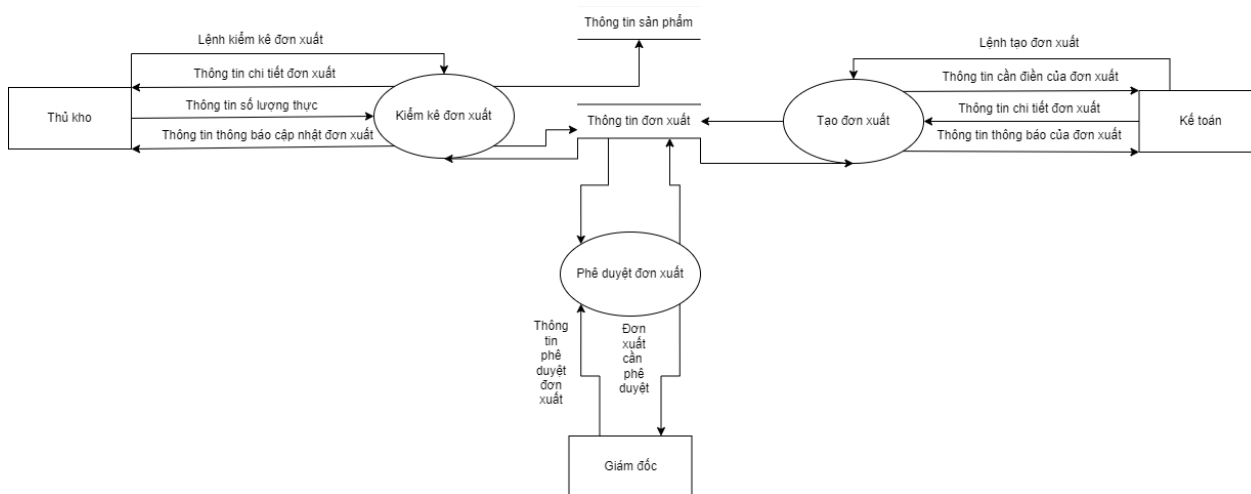 Thông tin sản phẩm
Lệnh kiểm kê đơn xuất
Lệnh tạo đơn xuất
Thông tin chi tiết đơn xuất
Thông tin cần điền của đơn xuất
Thủ kho
Thông tin số lượng thực
Kiểm kê đơn xuất
Thông tin đơn xuất
Tạo đơn xuất
Thông tin chi tiết đơn xuất
Kế toán
Thông tin thông báo cập nhật đơn xuất
Thông tin thông báo của đơn xuất
Phê duyệt đơn xuất
Thông
tin
phê
duyệt
đơn
xuất
Đơn
xuất
cần
phê
duyệt
Giám đốc